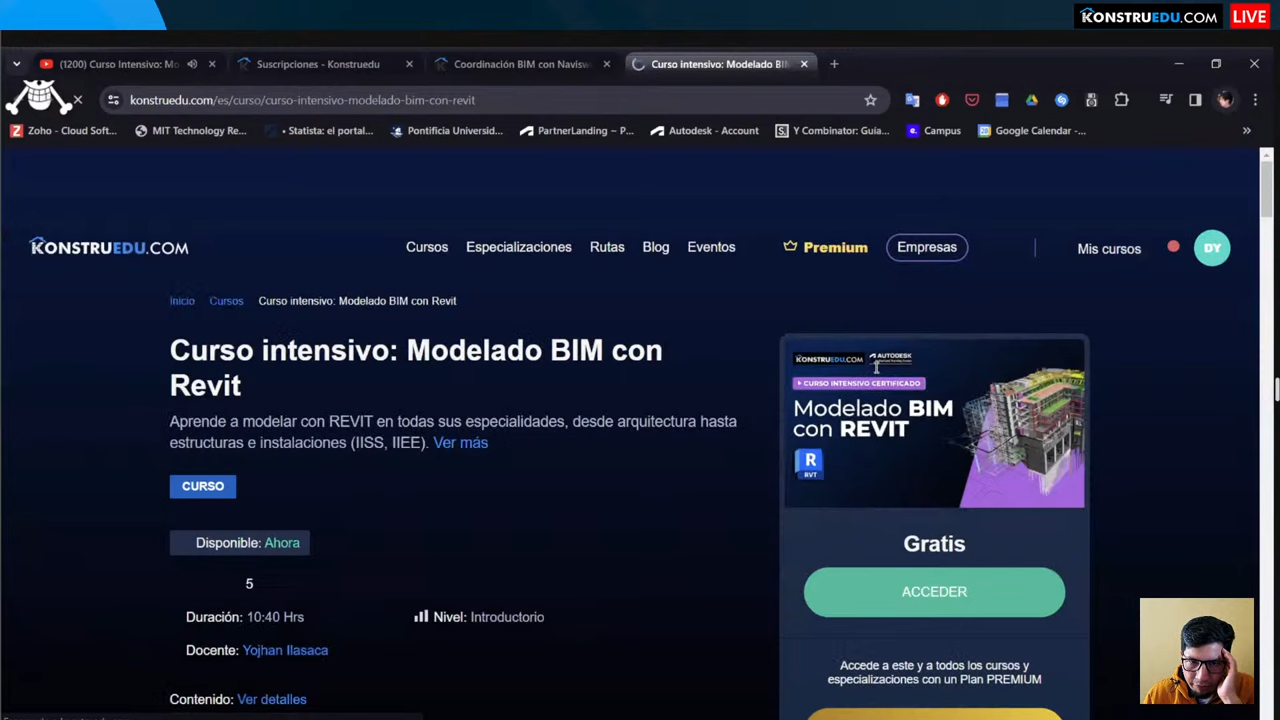 KONSTRUEDU.COM LIVE
(1200) Curso Intensivo: Mo
Suscripciones - Konstruedu
Coordinación BIM con Navisw
Curso intensivo: Modelado BIM
konstruedu.com/es/curso/curso-intensivo-modelado-bim-con-revit
Zoho - Cloud Soft...
MIT Technology Re...
• Statista: el portal...
Pontificia Universid...
PartnerLanding – P...
Autodesk - Account
Y Combinator: Guía...
Campus
Google Calendar -...
KONSTRUEDU.COM
Cursos
Especializaciones
Rutas
Blog
Eventos
Premium
Empresas
Mis cursos
DY
Inicio Cursos Curso intensivo: Modelado BIM con Revit
Curso intensivo: Modelado BIM con
Revit
Aprende a modelar con REVIT en todas sus especialidades, desde arquitectura hasta
estructuras e instalaciones (IISS, IIEE). Ver más
CURSO
Disponible: Ahora
5
Duración: 10:40 Hrs
Nivel: Introductorio
Docente: Yojhan Ilasaca
Contenido: Ver detalles
KONSTRUEDU.COM AUTODESK
CURSO INTENSIVO CERTIFICADO
Modelado BIM
con REVIT
R
RVT
Gratis
ACCEDER
Accede a este y a todos los cursos y
especializaciones con un Plan PREMIUM